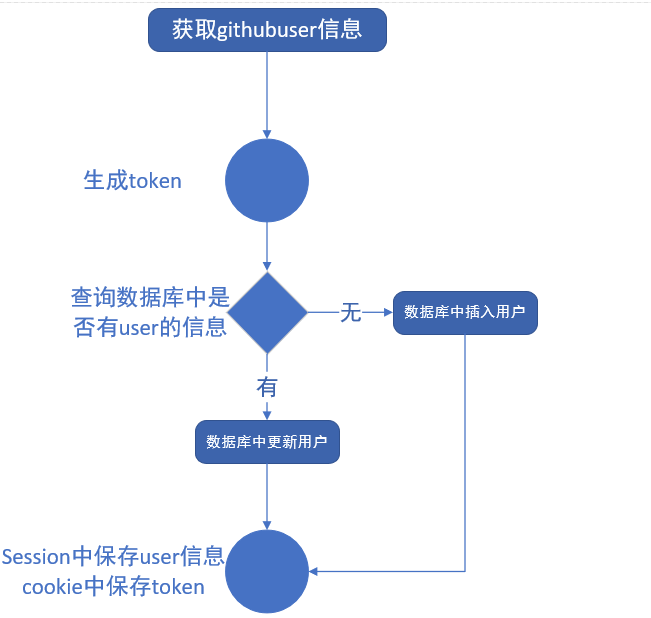 获取githubuser信息
生成token
查询数据库中是
否有user的信息
无
数据库中插入用户
有
数据库中更新用户
Session中保存user信息
cookie中保存token